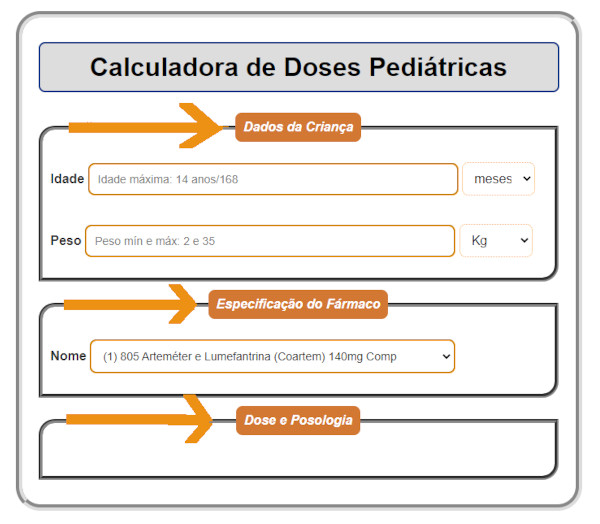 Calculadora de Doses Pediátricas
Dados da Criança
Idade Idade máxima: 14 anos/168 meses
Peso Peso mín e máx: 2 e 35 Kg
Especificação do Fármaco
Nome (1) 805 Arteméter e Lumefantrina (Coartem) 140mg Comp
Dose e Posologia